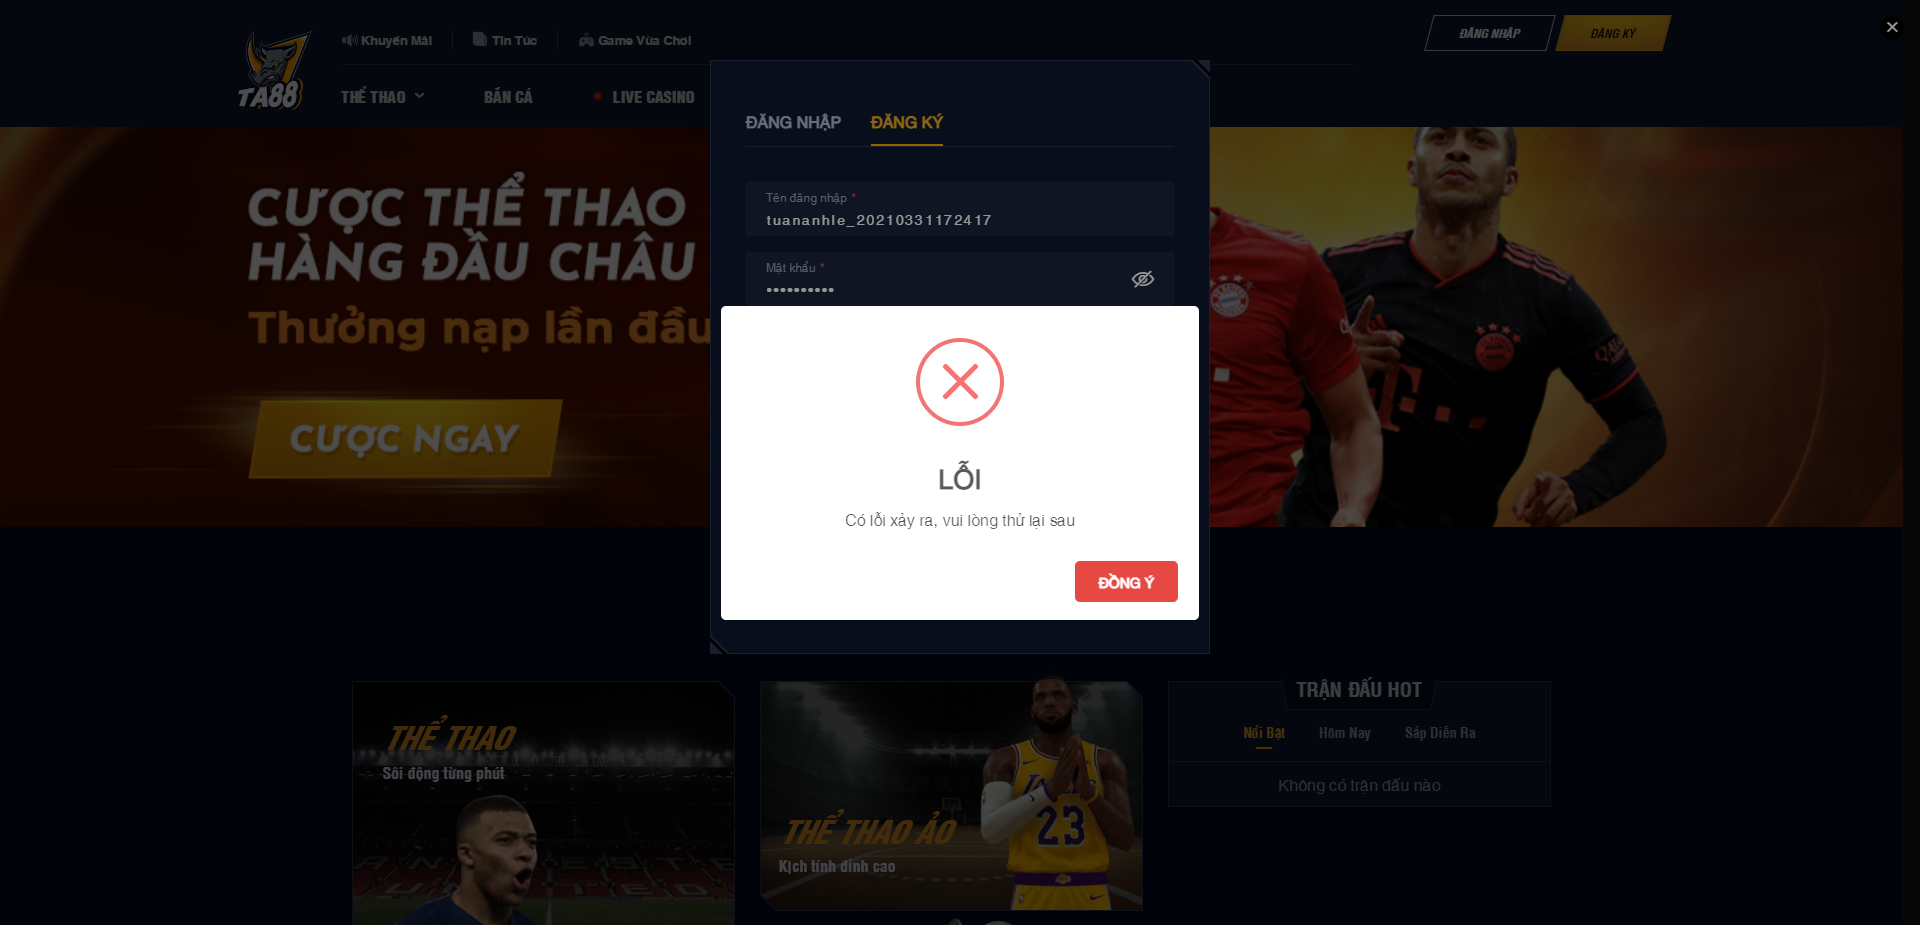 Khuyến Mãi
Tin Tức
Game Vừa Chơi
ĐĂNG NHẬP
ĐĂNG KÝ
TA88
THỂ THAO
BẮN CÁ
LIVE CASINO
ĐĂNG NHẬP
ĐĂNG KÝ
Tên đăng nhập *
tuananhle_20210331172417
Mật khẩu *
••••••••••
CƯỢC THỂ THAO
HÀNG ĐẦU CHÂU
Thưởng nạp lần đầu
CƯỢC NGAY
LỖI
Có lỗi xảy ra, vui lòng thử lại sau
ĐỒNG Ý
THỂ THAO
Sôi động từng phút
THỂ THAO ẢO
Kịch tính đỉnh cao
23
TRẬN ĐẤU HOT
Nổi Bật
Hôm Nay
Sắp Diễn Ra
Không có trận đấu nào